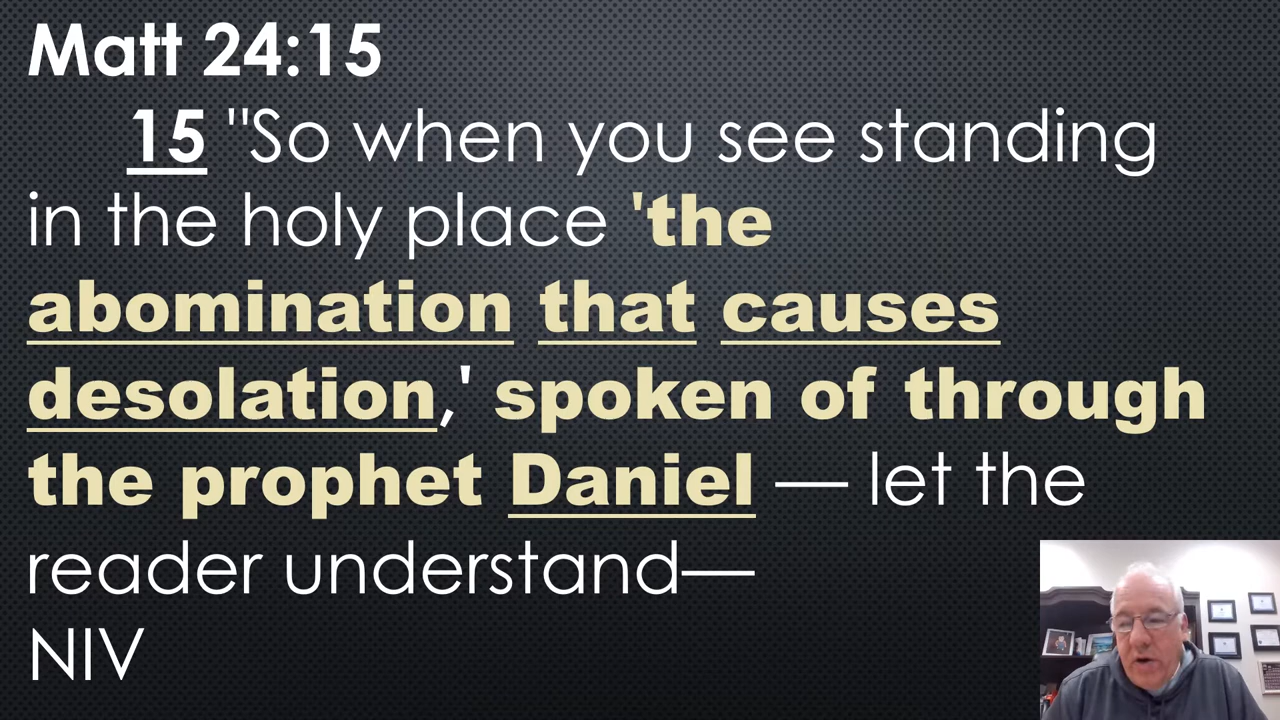 Matt 24:15
15 "So when you see standing
in the holy place 'the
abomination that causes
desolation,' spoken of through
the prophet Daniel — let the
reader understand—
NIV